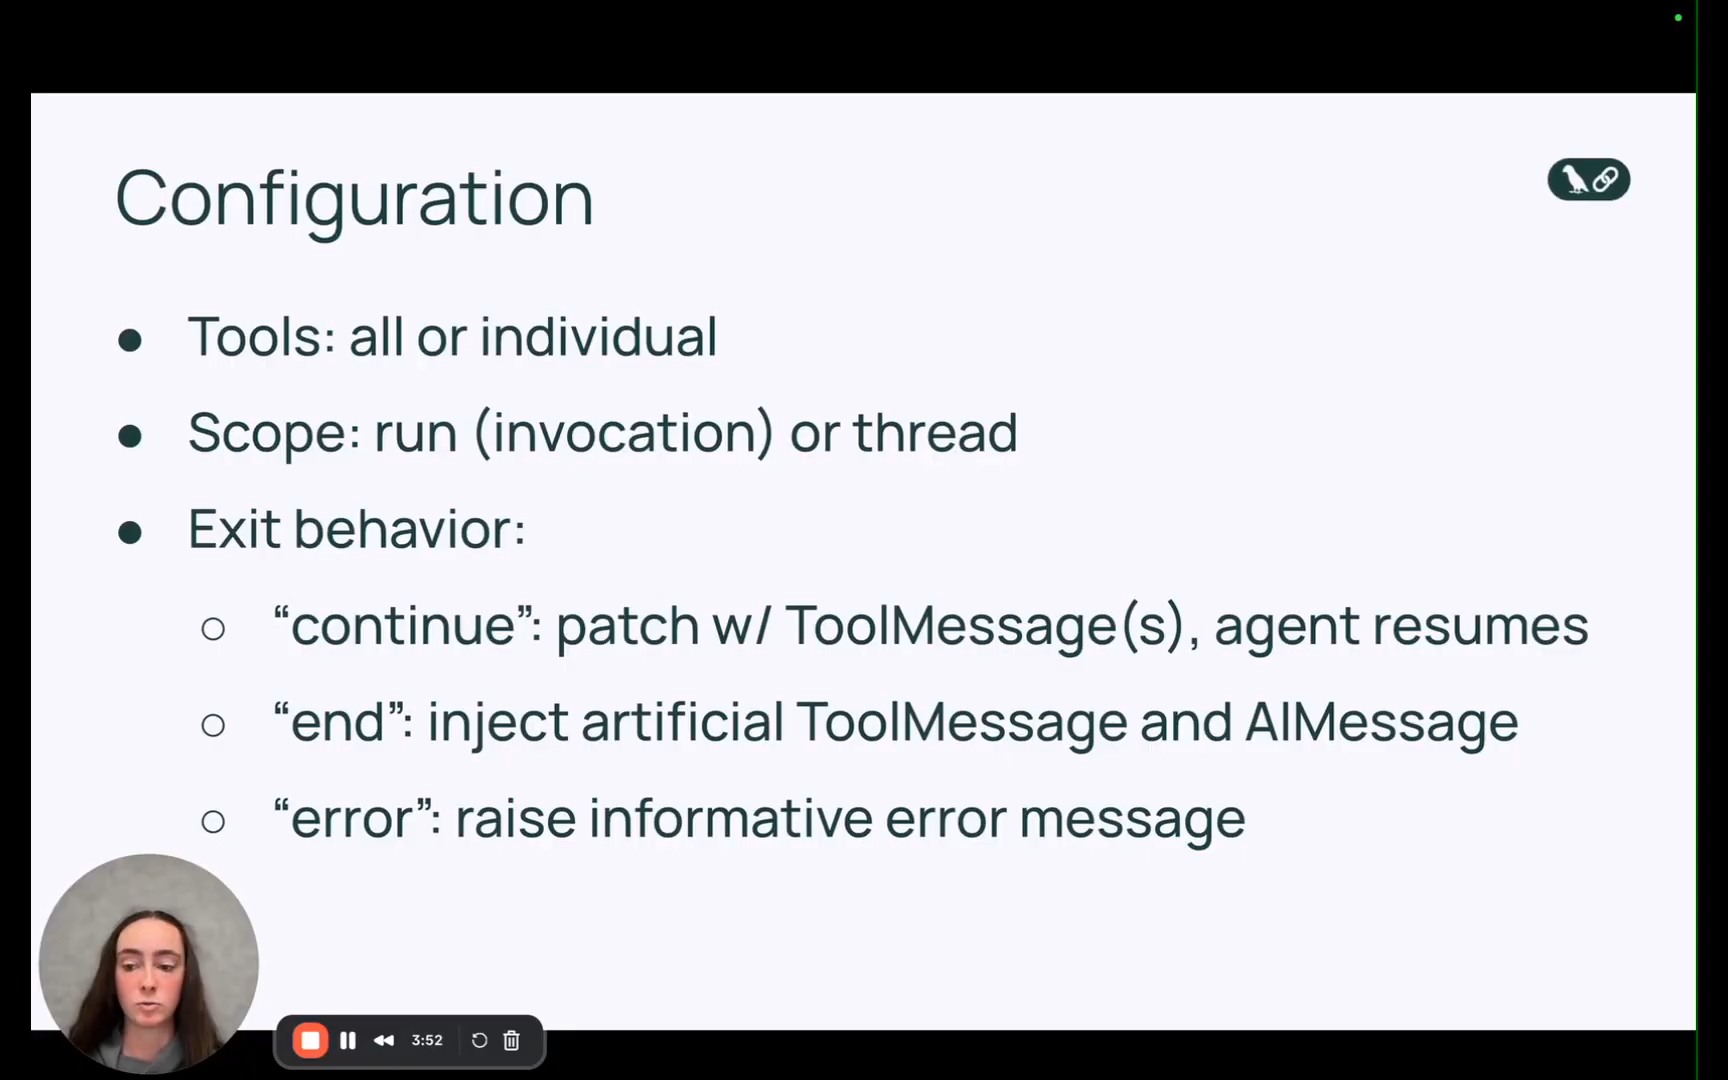 Configuration
● Tools: all or individual
● Scope: run (invocation) or thread
● Exit behavior:
○ “continue”: patch w/ ToolMessage(s), agent resumes
○ “end”: inject artificial ToolMessage and AIMessage
○ “error”: raise informative error message
3:52